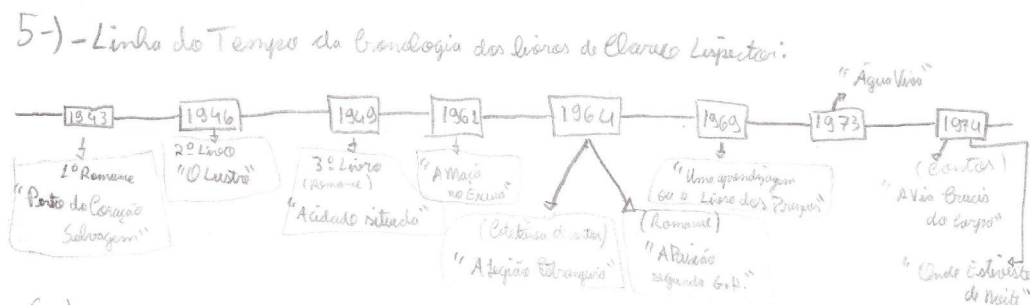 5-) - Linha do Tempo da Cronologia dos livros de Clarice Lispector:
1943
1º Romance
"Perto do Coração
Selvagem"
1946
2º Livro
"O Lustre"
1949
3º Livro
(Romance)
"A cidade sitiada"
1961
"A Maçã
no Escuro"
1964
(Coletânea de contos)
"A Legião Estrangeira"
(Romance)
"A Paixão
segundo G.H."
1969
"Uma aprendizagem
ou o Livro dos Prazeres"
1973
"Água Viva"
1974
(Contos)
"A Via Crucis
do Corpo"
"Onde Estivestes
de Noite"